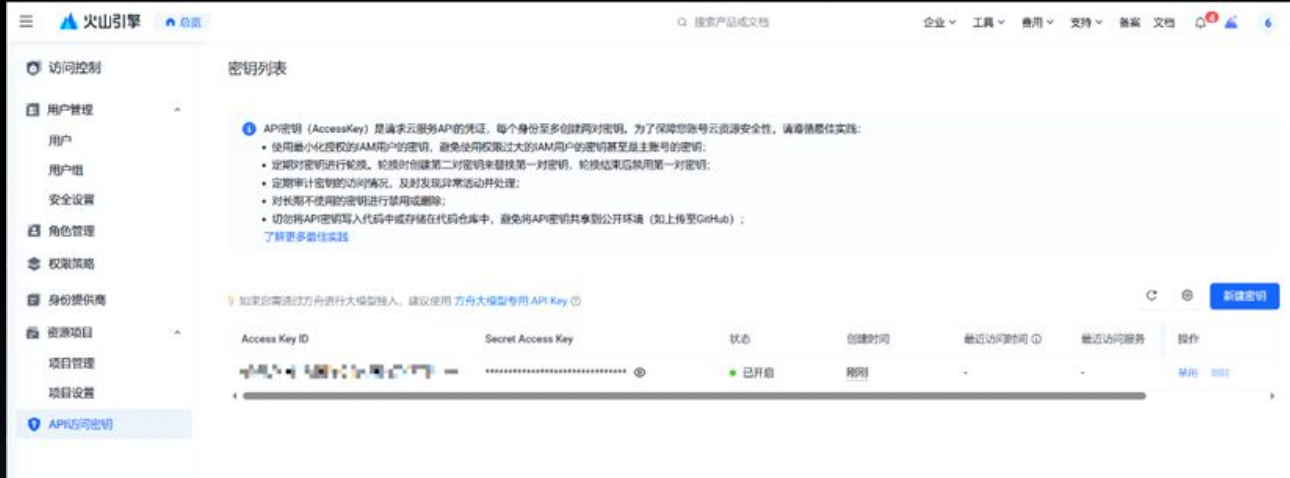 火山引擎
总览
搜索产品或文档
企业
工具
费用
支持
备案
文档
4
6
访问控制
用户管理
用户
用户组
安全设置
角色管理
权限策略
身份提供商
资源项目
项目管理
项目设置
API访问密钥
密钥列表
API密钥（AccessKey）是请求云服务API的凭证，每个身份至多创建两对密钥。为了保障您账号云资源安全性，请遵循最佳实践：
• 使用最小化授权的IAM用户的密钥，避免使用权限过大的IAM用户的密钥甚至是主账号的密钥；
• 定期对密钥进行轮换。轮换时创建第二对密钥来替换第一对密钥，轮换结束后禁用第一对密钥；
• 定期审计密钥的访问情况，及时发现异常活动并处理；
• 对长期不使用的密钥进行禁用或删除；
• 切勿将API密钥写入代码中或存储在代码仓库中，避免将API密钥共享到公开环境（如上传至GitHub）；
了解更多最佳实践
如果您需通过方舟进行大模型接入，建议使用 方舟大模型专用 API Key
新建密钥
Access Key ID
Secret Access Key
状态
创建时间
最近访问时间
最近访问服务
操作
********************************
已开启
刚刚
-
-
禁用
删除